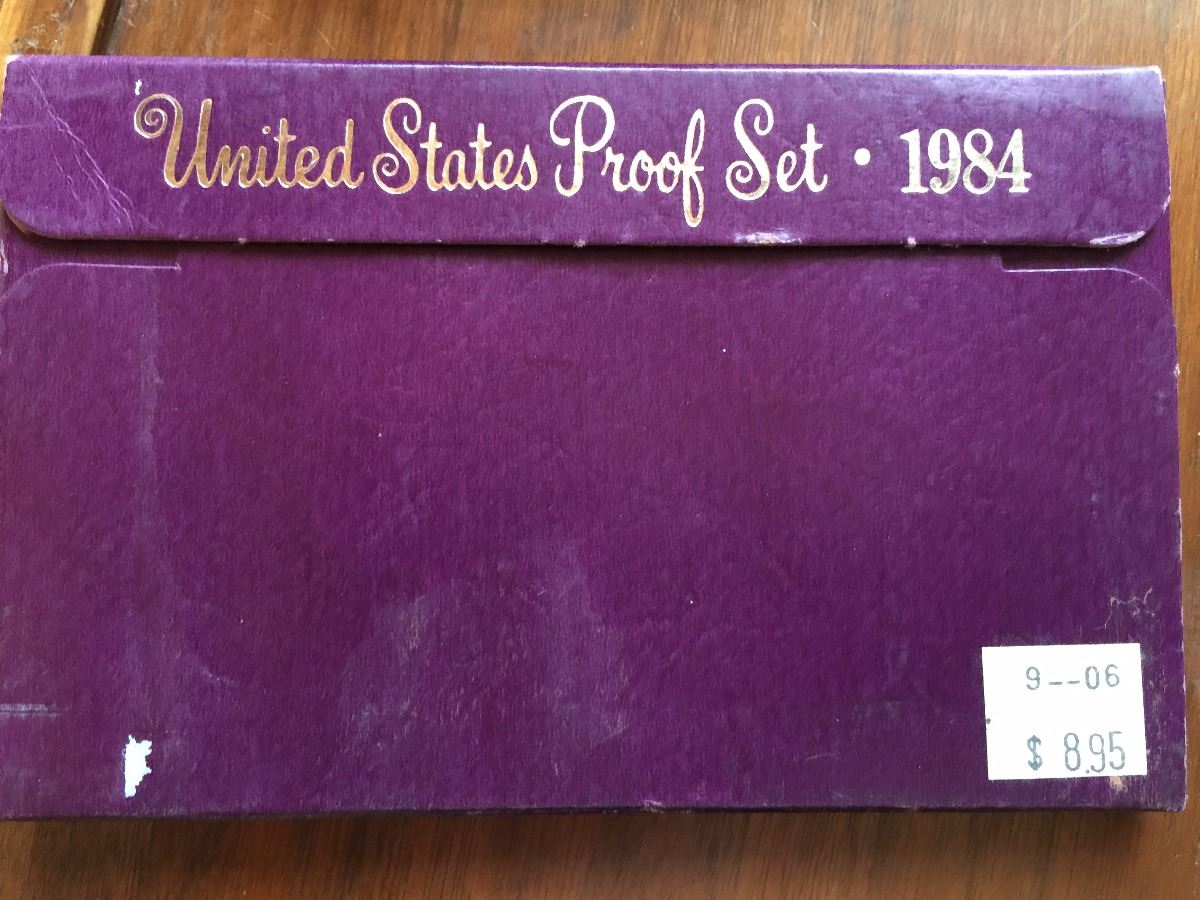 United States Proof Set • 1984
9--06
$ 8.95